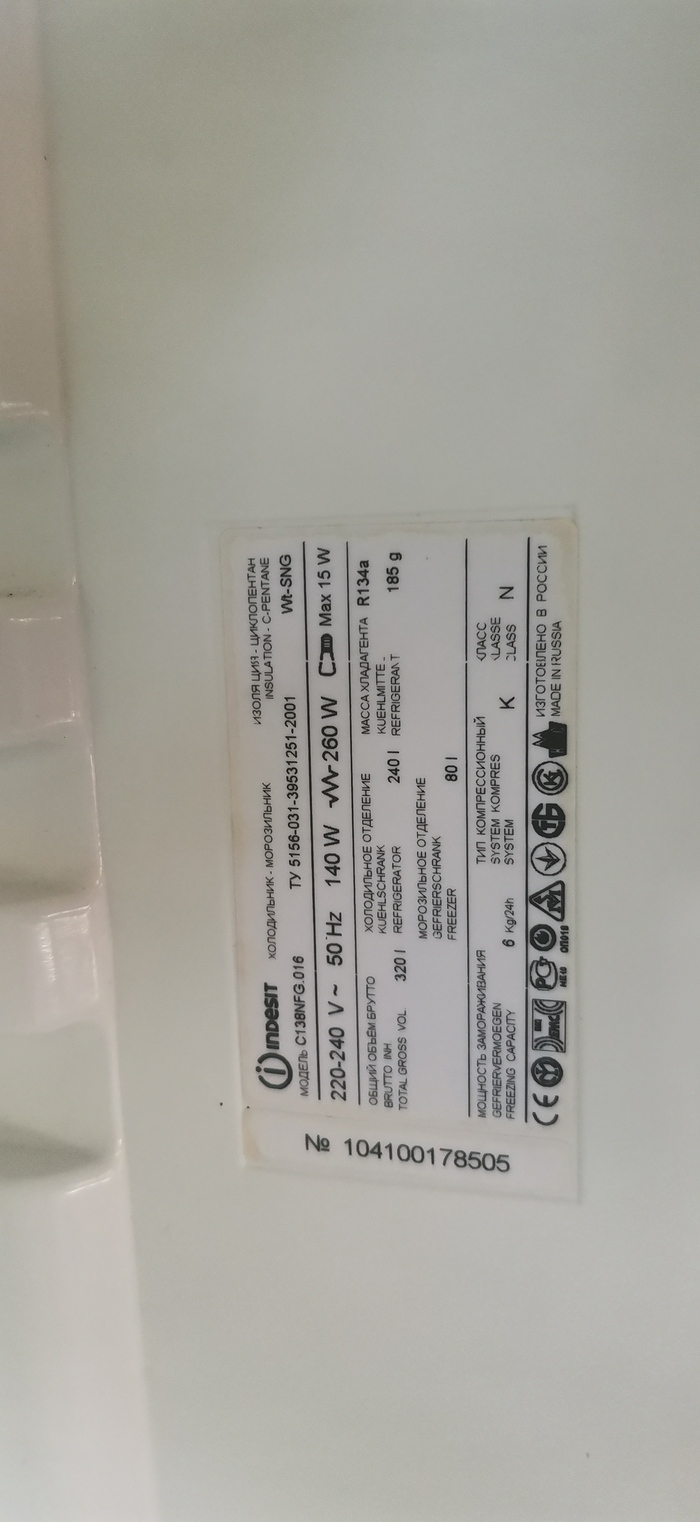 INDESIT ХОЛОДИЛЬНИК - МОРОЗИЛЬНИК ИЗОЛЯЦИЯ - ЦИКЛОПЕНТАН
INSULATION - C-PENTANE
МОДЕЛЬ C138NFG.016 ТУ 5156-031-39531251-2001 Wt-SNG
220-240 V ~ 50 Hz 140 W 260 W Max 15 W
ОБЩИЙ ОБЪЕМ БРУТТО ХОЛОДИЛЬНОЕ ОТДЕЛЕНИЕ МАССА ХЛАДАГЕНТА R134a
BRUTTO INH KUEHLSCHRANK KUEHLMITTE -
TOTAL GROSS VOL 320 l REFRIGERATOR 240 l REFRIGERANT 185 g
МОРОЗИЛЬНОЕ ОТДЕЛЕНИЕ
GEFRIERSCHRANK
FREEZER 80 l
МОЩНОСТЬ ЗАМОРАЖИВАНИЯ ТИП КОМПРЕССИОННЫЙ КЛАСС
GEFRIERVERMOEGEN SYSTEM KOMPRES KLASSE
FREEZING CAPACITY 6 Kg/24h SYSTEM K CLASS N
CE ИЗГОТОВЛЕНО В РОССИИ
MADE IN RUSSIA
№ 104100178505